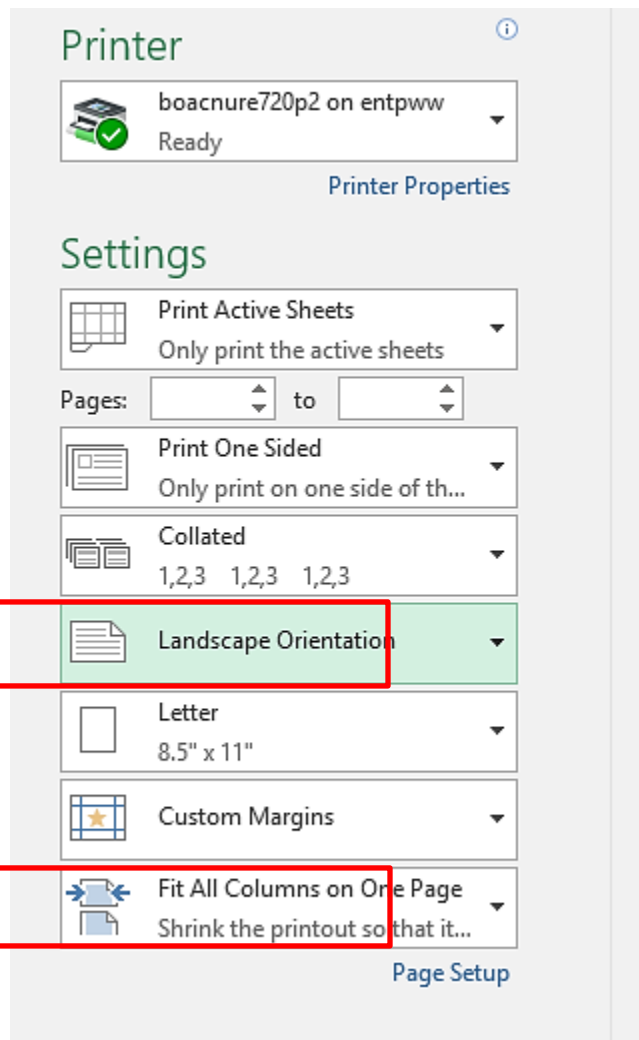 Printer
boacnure720p2 on entpww
Ready
Printer Properties
Settings
Print Active Sheets
Only print the active sheets
Pages: to
Print One Sided
Only print on one side of th...
Collated
1,2,3 1,2,3 1,2,3
Landscape Orientation
Letter
8.5" x 11"
Custom Margins
Fit All Columns on One Page
Shrink the printout so that it...
Page Setup